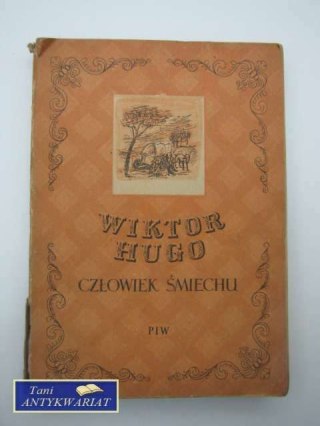 WIKTOR
HUGO
CZŁOWIEK ŚMIECHU
PIW
Tani
ANTYKWARIAT